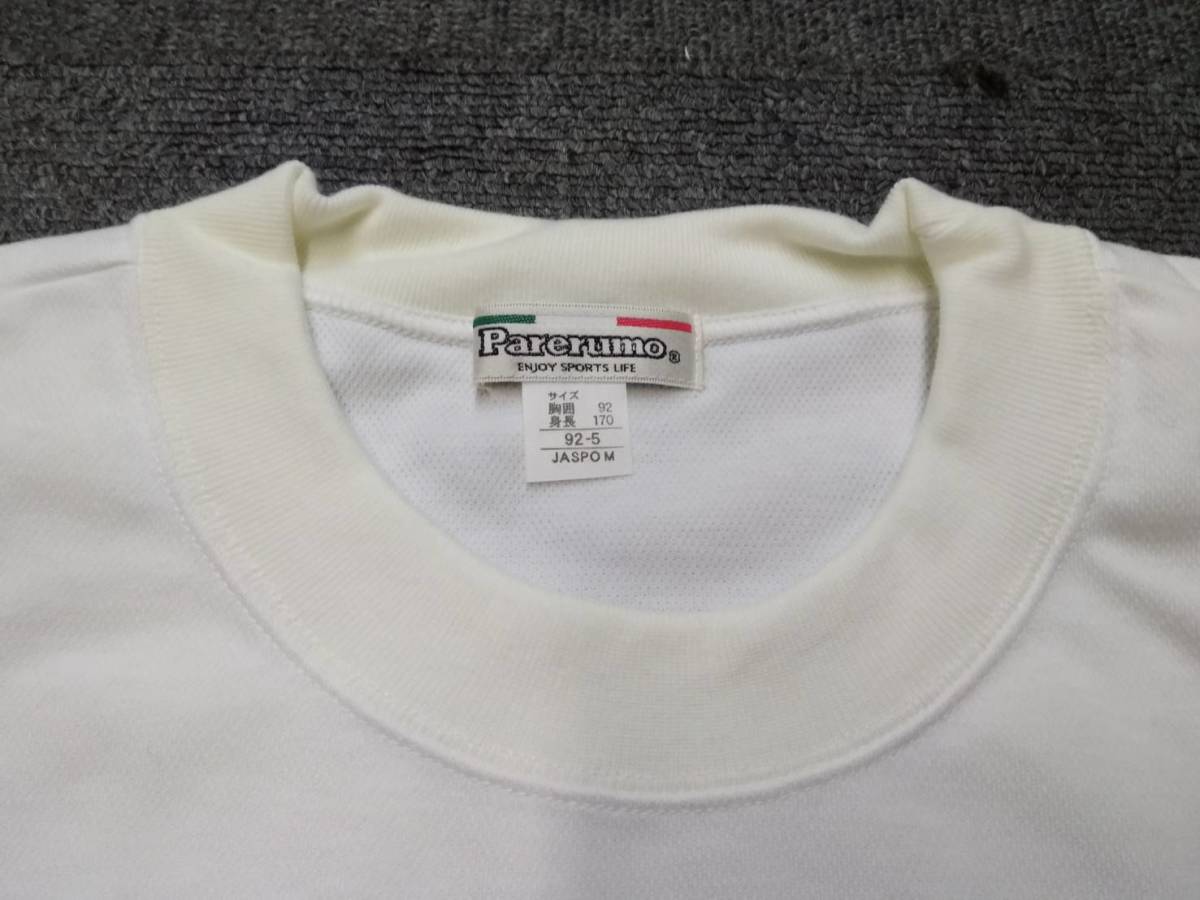 Parerumo®
ENJOY SPORTS LIFE
サイズ
胸囲 92
身長 170
92-5
JASPO M